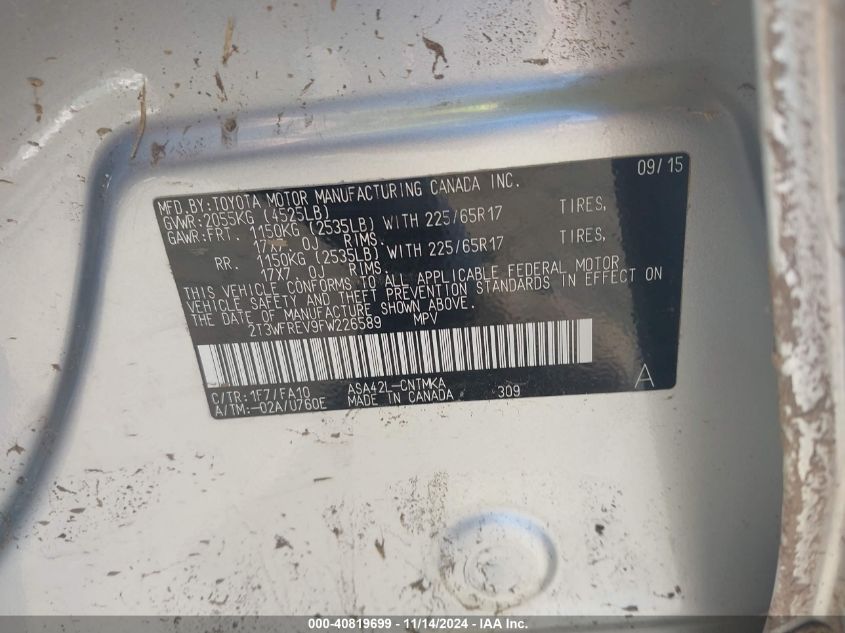 09/15
MFD.BY:TOYOTA MOTOR MANUFACTURING CANADA INC.
GVWR:2055KG (4525LB)
GAWR:FRT. 1150KG (2535LB) WITH 225/65R17 TIRES,
17X7.0J RIMS.
RR. 1150KG (2535LB) WITH 225/65R17 TIRES,
17X7.0J RIMS.
THIS VEHICLE CONFORMS TO ALL APPLICABLE FEDERAL MOTOR
VEHICLE SAFETY AND THEFT PREVENTION STANDARDS IN EFFECT ON
THE DATE OF MANUFACTURE SHOWN ABOVE.
2T3WFREV9FW226589 MPV
C/TR:1F7/FA10 ASA42L-CNTMKA
A/TM:-02A/U760E MADE IN CANADA 309 A
000-40819699 - 11/14/2024 - IAA Inc.